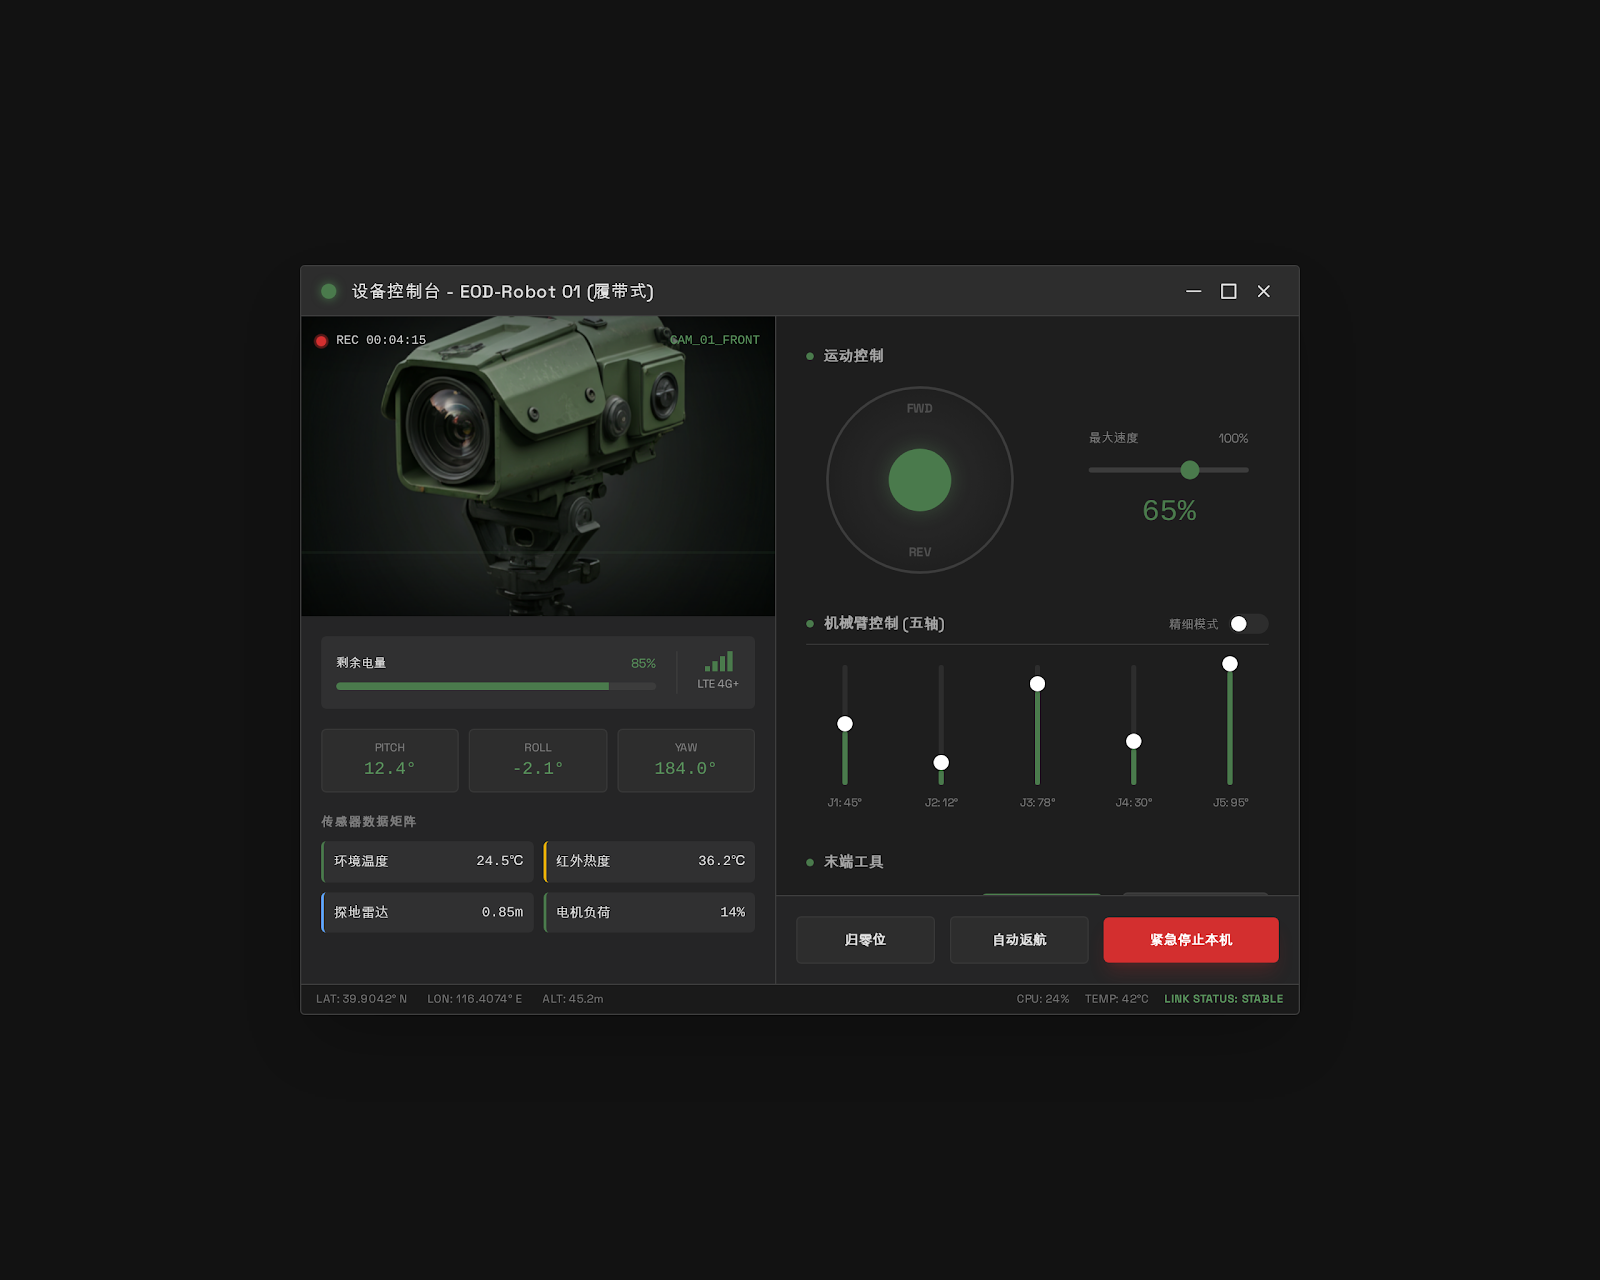 设备控制台 - EOD-Robot 01 (履带式)
REC 00:04:15
CAM_01_FRONT
剩余电量
85%
LTE 4G+
PITCH
12.4°
ROLL
-2.1°
YAW
184.0°
传感器数据矩阵
环境温度
24.5℃
红外热度
36.2℃
探地雷达
0.85m
电机负荷
14%
运动控制
FWD
REV
最大速度
100%
65%
机械臂控制 (五轴)
精细模式
J1: 45°
J2: 12°
J3: 78°
J4: 30°
J5: 95°
末端工具
归零位
自动返航
紧急停止本机
LAT: 39.9042° N
LON: 116.4074° E
ALT: 45.2m
CPU: 24%
TEMP: 42°C
LINK STATUS: STABLE